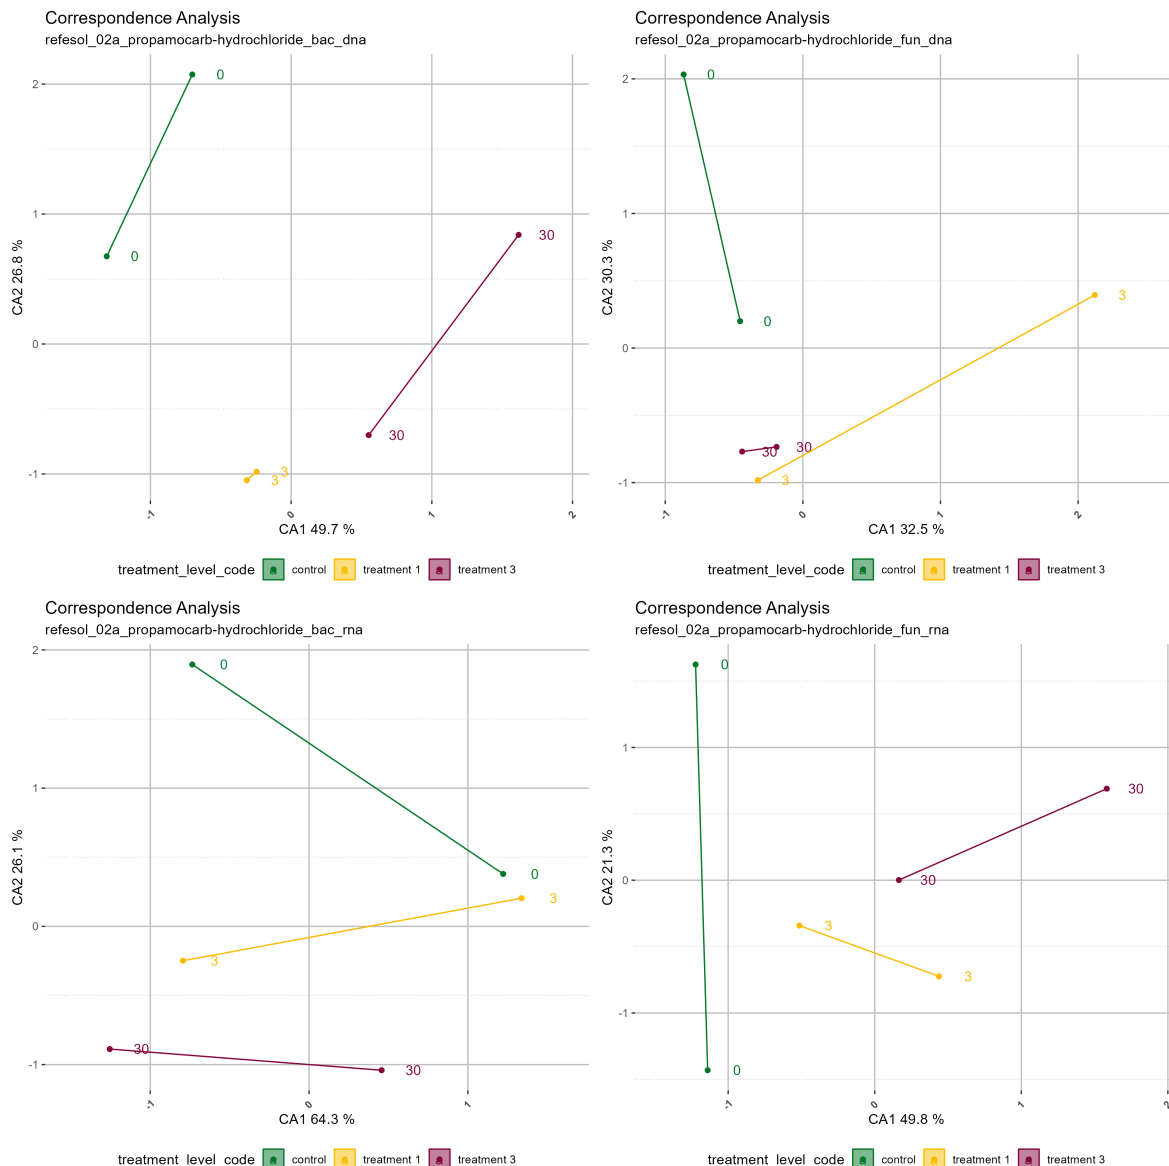 Correspondence Analysis
refesol_02a_propamocarb-hydrochloride_bac_dna
2
1
0
-1
CA2 26.8 %
0
0
30
30
3
3
-1
0
1
2
CA1 49.7 %
treatment_level_code control treatment 1 treatment 3
Correspondence Analysis
refesol_02a_propamocarb-hydrochloride_fun_dna
2
1
0
-1
CA2 30.3 %
0
0
3
30
30
3
-1
0
1
2
CA1 32.5 %
treatment_level_code control treatment 1 treatment 3
Correspondence Analysis
refesol_02a_propamocarb-hydrochloride_bac_rna
2
1
0
-1
CA2 26.1 %
0
0
3
3
30
30
-1
0
1
CA1 64.3 %
treatment_level_code control treatment 1 treatment 3
Correspondence Analysis
refesol_02a_propamocarb-hydrochloride_fun_rna
1
0
-1
CA2 21.3 %
0
30
30
3
3
0
-1
0
1
2
CA1 49.8 %
treatment_level_code control treatment 1 treatment 3